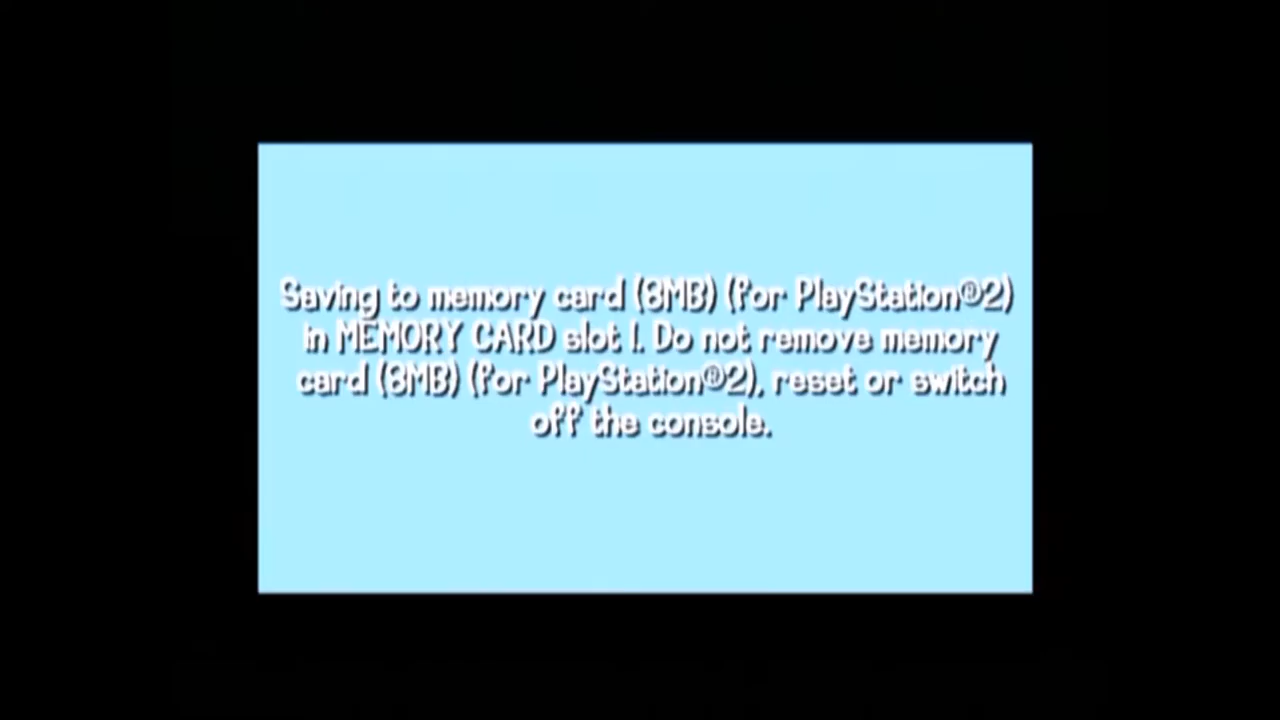 Saving to memory card (8MB) (for PlayStation®2)
in MEMORY CARD slot 1. Do not remove memory
card (8MB) (for PlayStation®2), reset or switch
off the console.